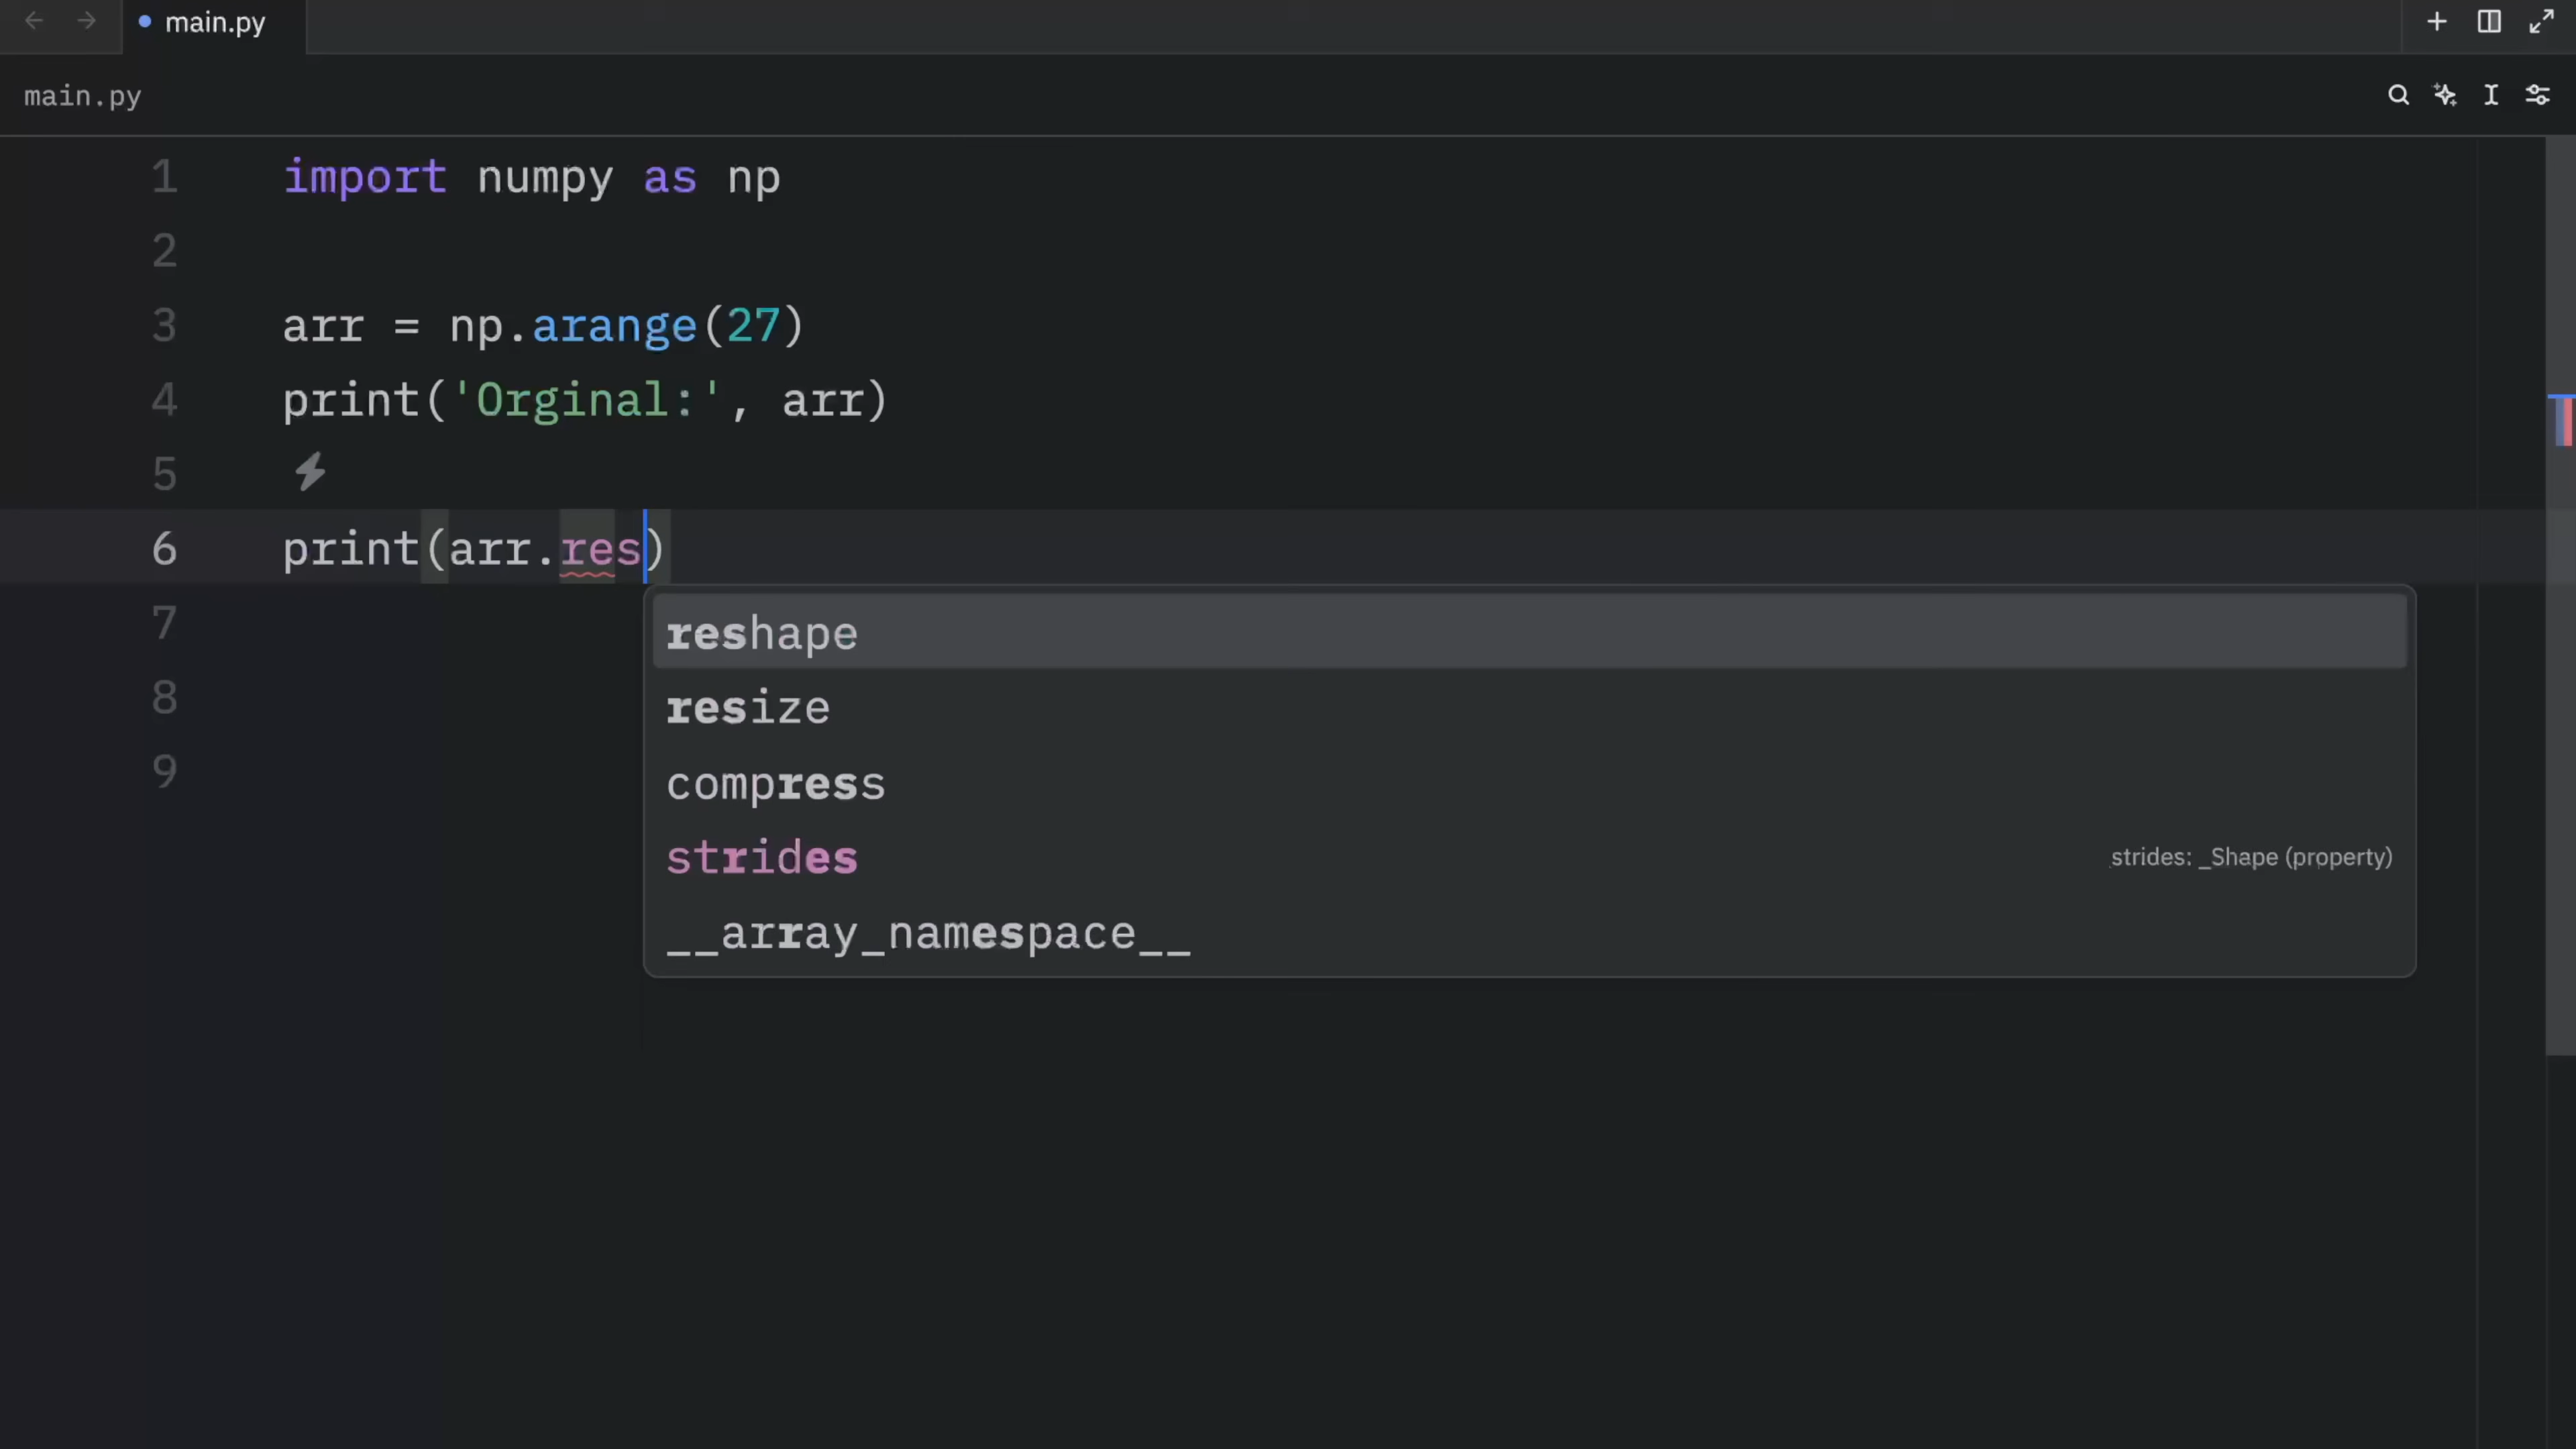 main.py
main.py
1 import numpy as np
2
3 arr = np.arange(27)
4 print('Orginal:', arr)
5
6 print(arr.res)
7
8
9
reshape
resize
compress
strides strides: _Shape (property)
__array_namespace__